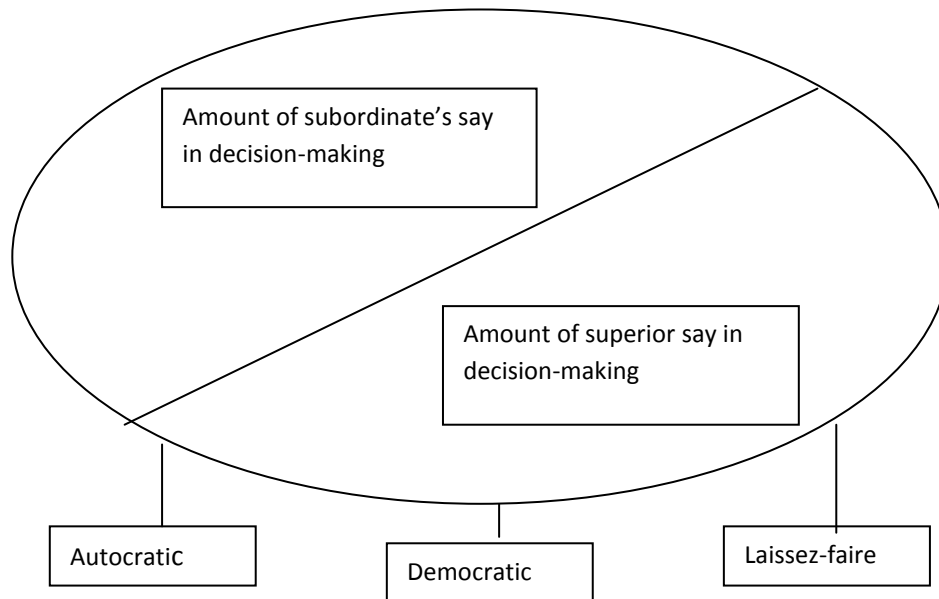 Amount of subordinate’s say
in decision-making
Amount of superior say in
decision-making
Autocratic
Democratic
Laissez-faire